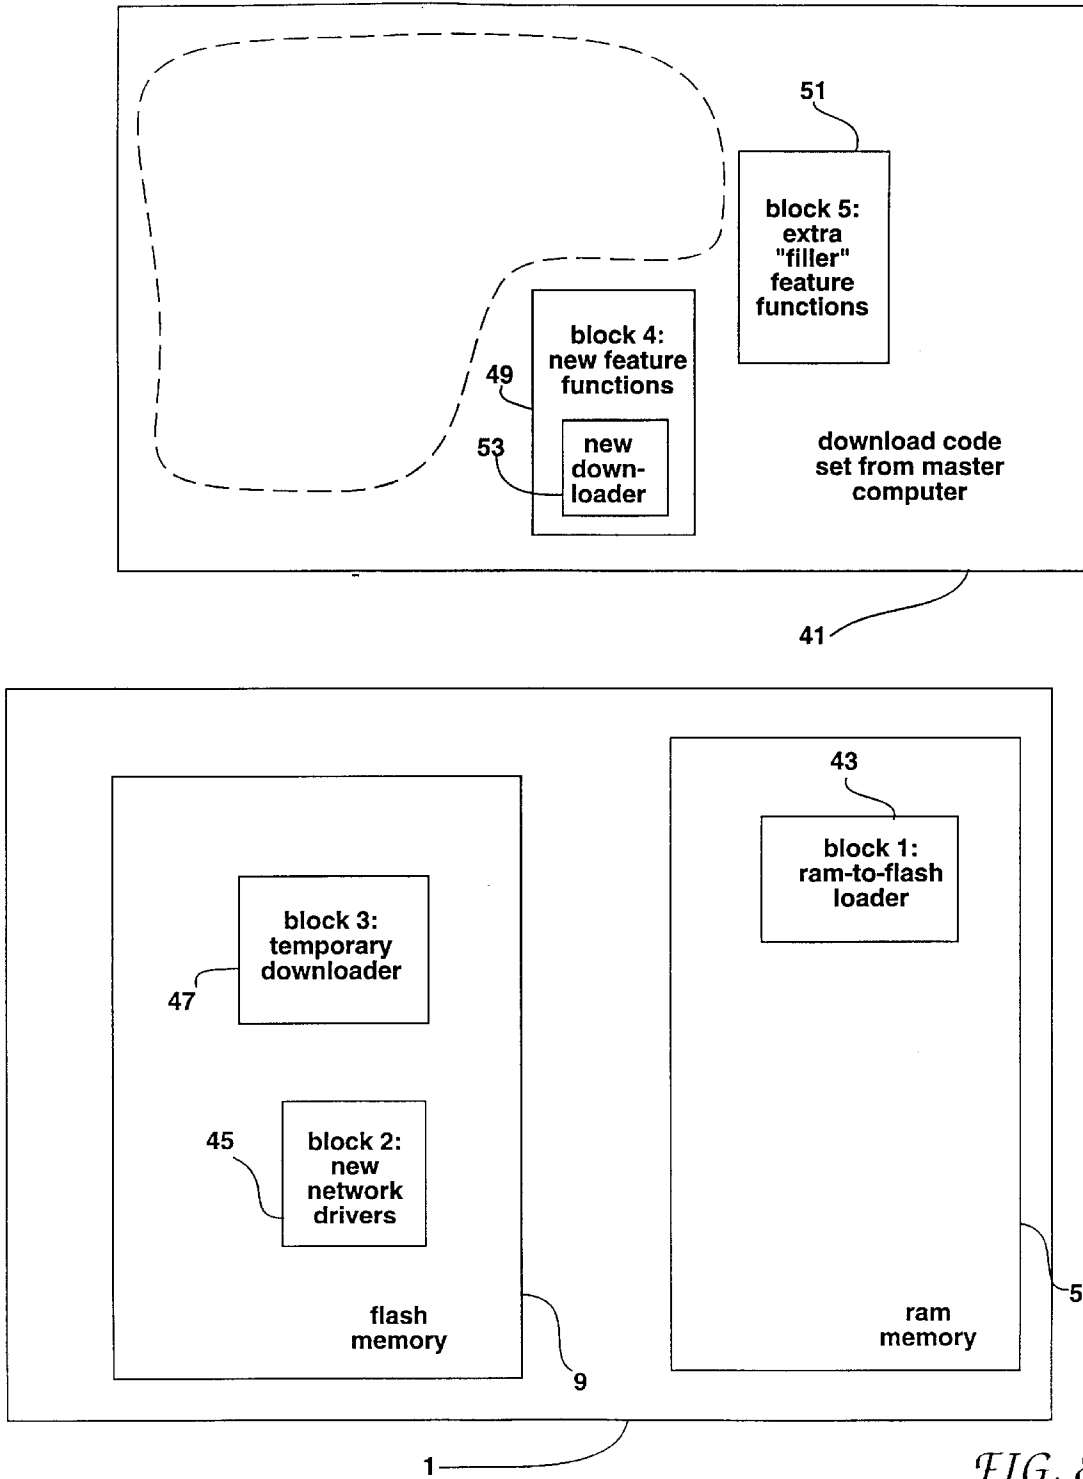 51
block 5:
extra
"filler"
feature
functions
block 4:
new feature
functions
49
53
new
down-
loader
download code
set from master
computer
41
43
block 1:
ram-to-flash
loader
block 3:
temporary
downloader
47
45
block 2:
new
network
drivers
5
flash
memory
ram
memory
9
1
FIG.